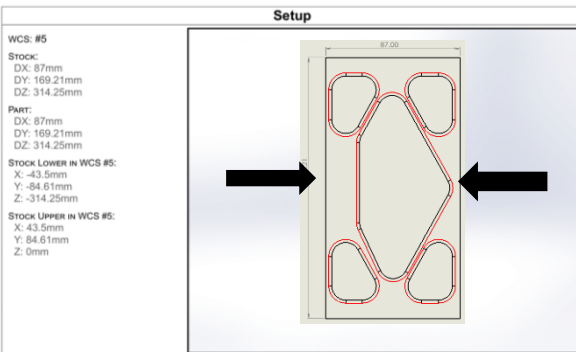 Setup
WCS: #5
STOCK:
DX: 87mm
DY: 169.21mm
DZ: 314.25mm
PART:
DX: 87mm
DY: 169.21mm
DZ: 314.25mm
STOCK LOWER IN WCS #5:
X: -43.5mm
Y: -84.61mm
Z: -314.25mm
STOCK UPPER IN WCS #5:
X: 43.5mm
Y: 84.61mm
Z: 0mm
87.00